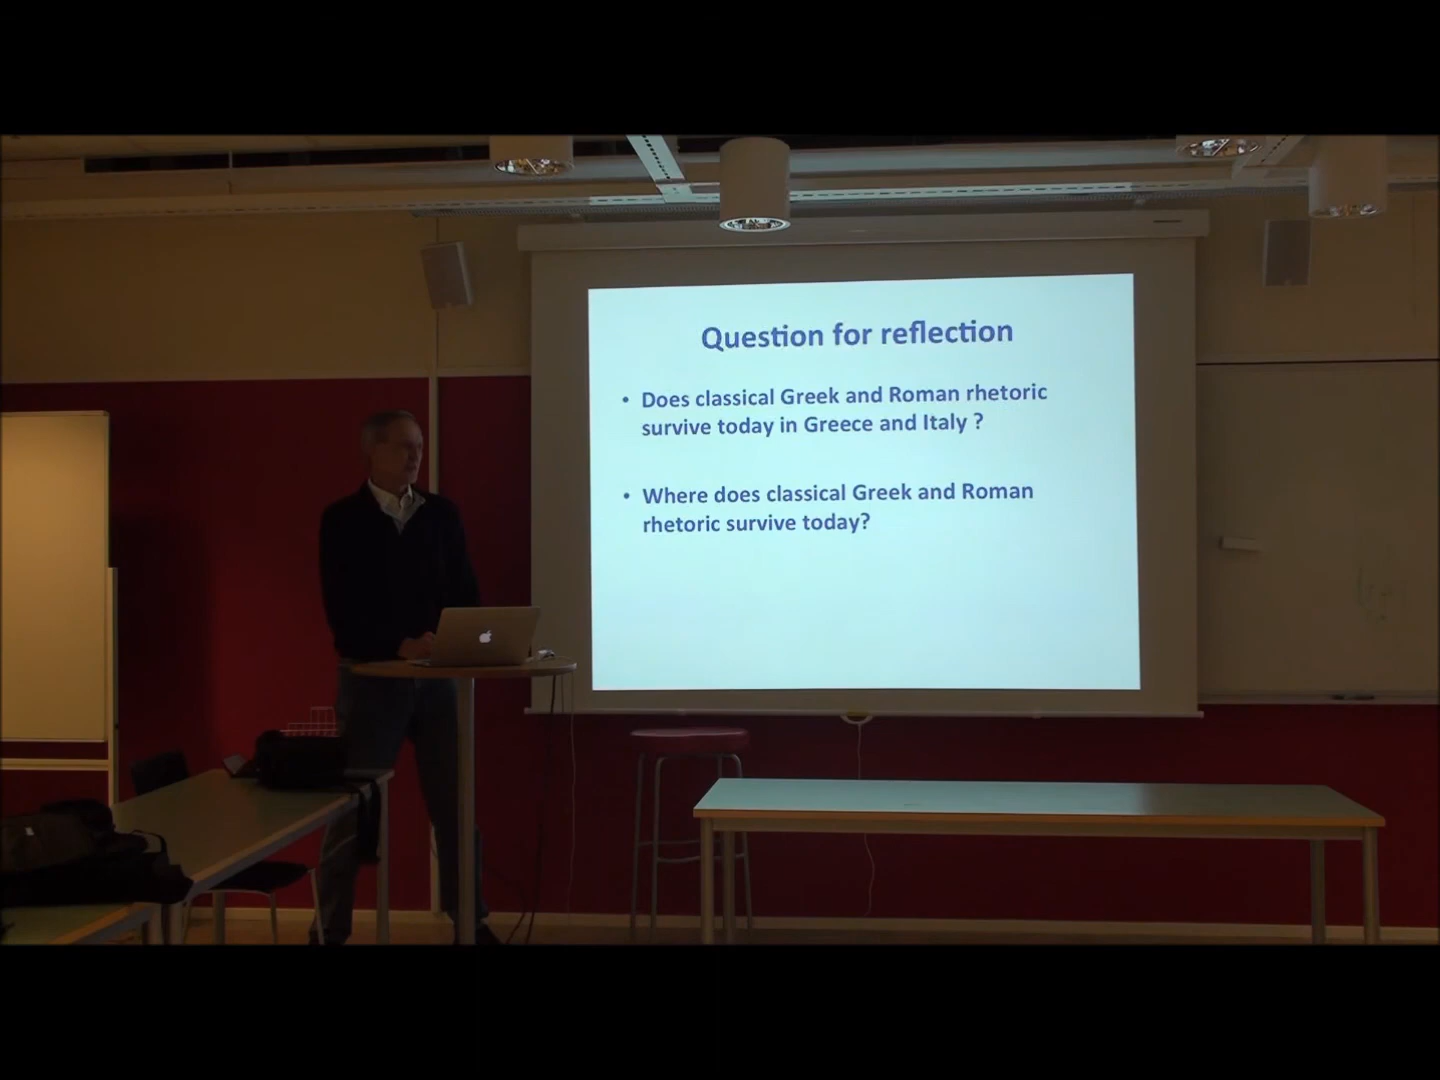 Question for reflection
• Does classical Greek and Roman rhetoric
survive today in Greece and Italy ?
• Where does classical Greek and Roman
rhetoric survive today?